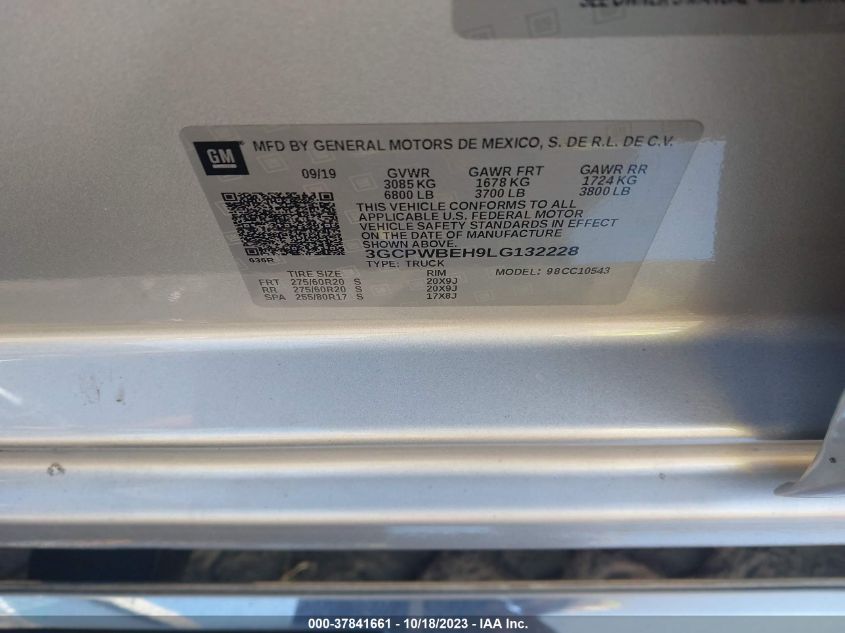 GM
MFD BY GENERAL MOTORS DE MEXICO, S. DE R.L. DE C.V.
09/19 GVWR GAWR FRT GAWR RR
3085 KG 1678 KG 1724 KG
6800 LB 3700 LB 3800 LB
THIS VEHICLE CONFORMS TO ALL
APPLICABLE U.S. FEDERAL MOTOR
VEHICLE SAFETY STANDARDS IN EFFECT
ON THE DATE OF MANUFACTURE
SHOWN ABOVE.
3GCPWBEH9LG132228
TYPE: TRUCK MODEL: 98CC10543
TIRE SIZE RIM
FRT 275/60R20 S 20X9J
RR 275/60R20 S 20X9J
SPA 255/80R17 S 17X8J
000-37841661 - 10/18/2023 - IAA Inc.